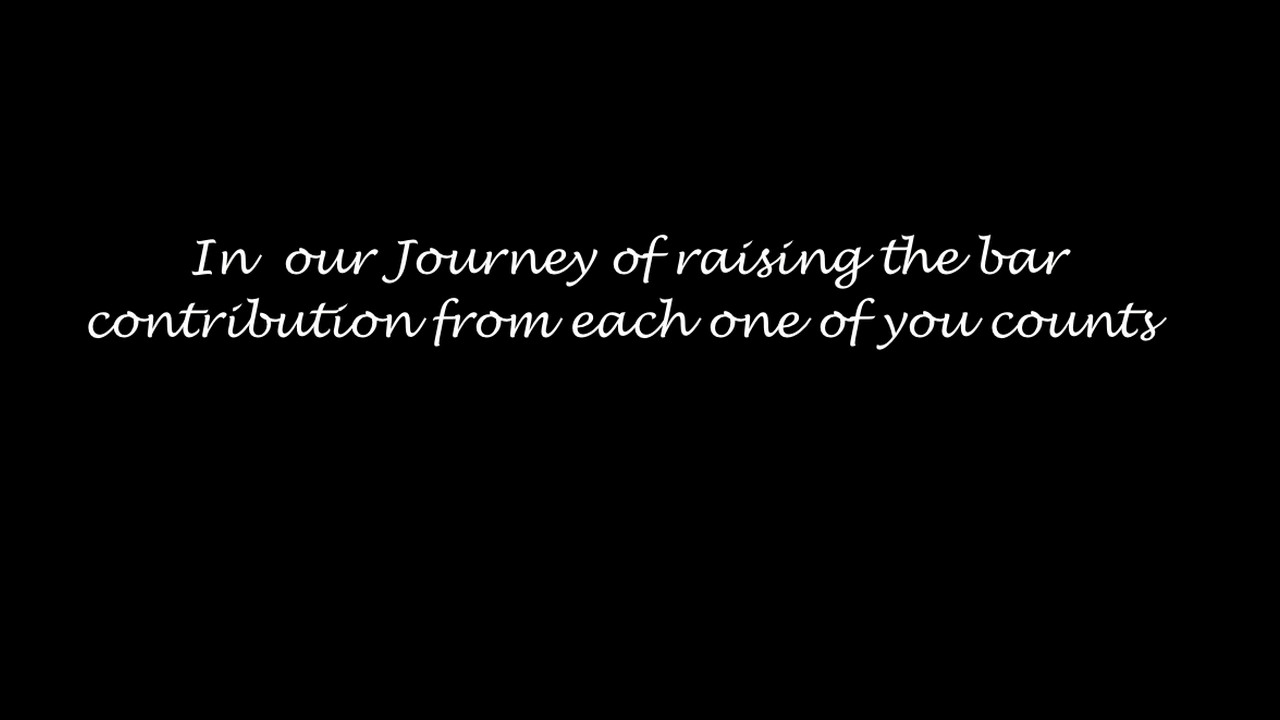 In our Journey of raising the bar
contribution from each one of you counts